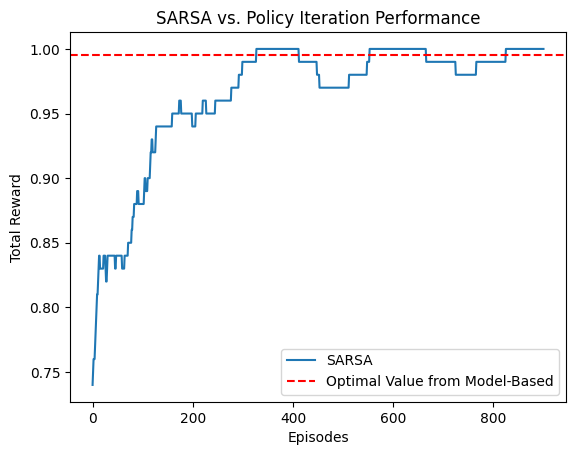 SARSA vs. Policy Iteration Performance
Total Reward
1.00
0.95
0.90
0.85
0.80
0.75
0
200
400
600
800
Episodes
SARSA
Optimal Value from Model-Based